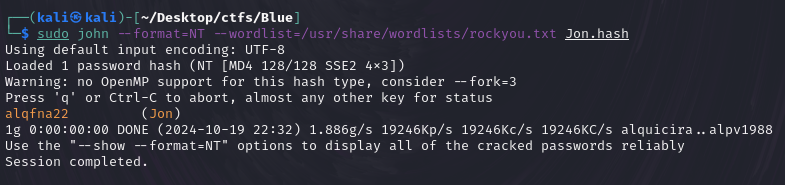 ┌──(kali㉿kali)-[~/Desktop/ctfs/Blue]
└─$ sudo john --format=NT --wordlist=/usr/share/wordlists/rockyou.txt Jon.hash
Using default input encoding: UTF-8
Loaded 1 password hash (NT [MD4 128/128 SSE2 4x3])
Warning: no OpenMP support for this hash type, consider --fork=3
Press 'q' or Ctrl-C to abort, almost any other key for status
alqfna22         (Jon)
1g 0:00:00:00 DONE (2024-10-19 22:32) 1.886g/s 19246Kp/s 19246Kc/s 19246KC/s alquicira..alpv1988
Use the "--show --format=NT" options to display all of the cracked passwords reliably
Session completed.